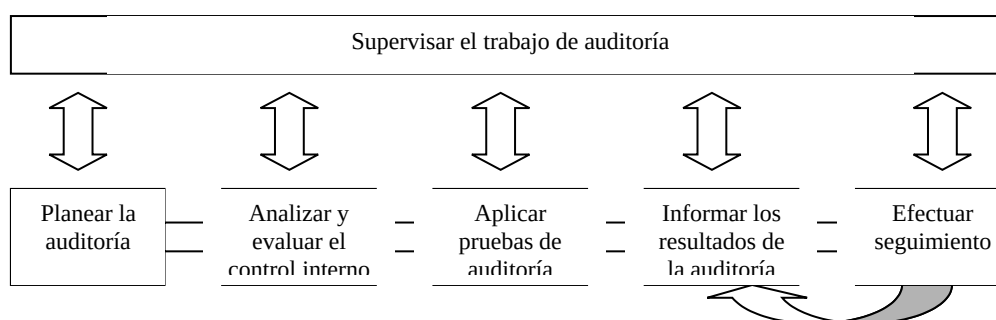 Supervisar el trabajo de auditoría
Planear la
auditoría
Analizar y
evaluar el
control interno
Aplicar
pruebas de
auditoría
Informar los
resultados de
la auditoría
Efectuar
seguimiento